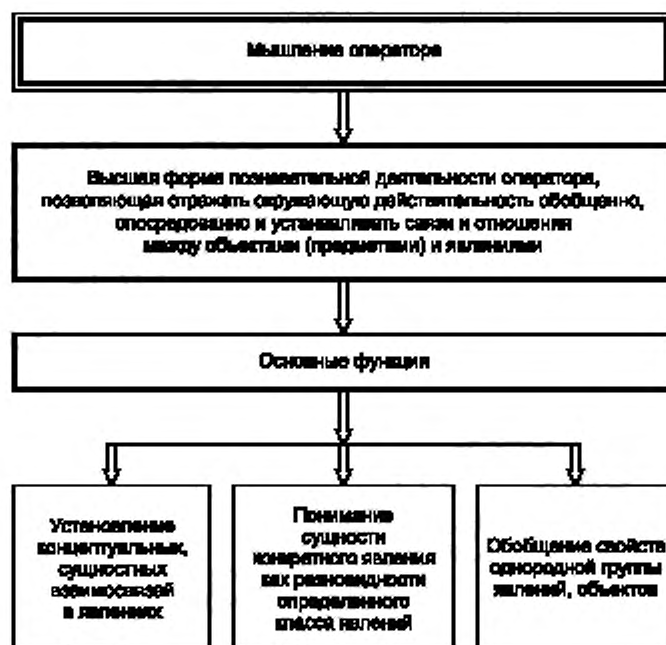 Мышление оператора
Высшая форма познавательной деятельности оператора,
позволяющая отражать окружающую действительность обобщенно,
опосредованно и устанавливать связи и отношения
между объектами (предметами) и явлениями
Основные функция
Установление
концептуальных,
сущностных
взаимосвязей
в явлениях
Понимание
сущности
конкретного явления
как разновидности
определенного
класса явлений
Обобщение свойств
однородной группы
явлений, объектов